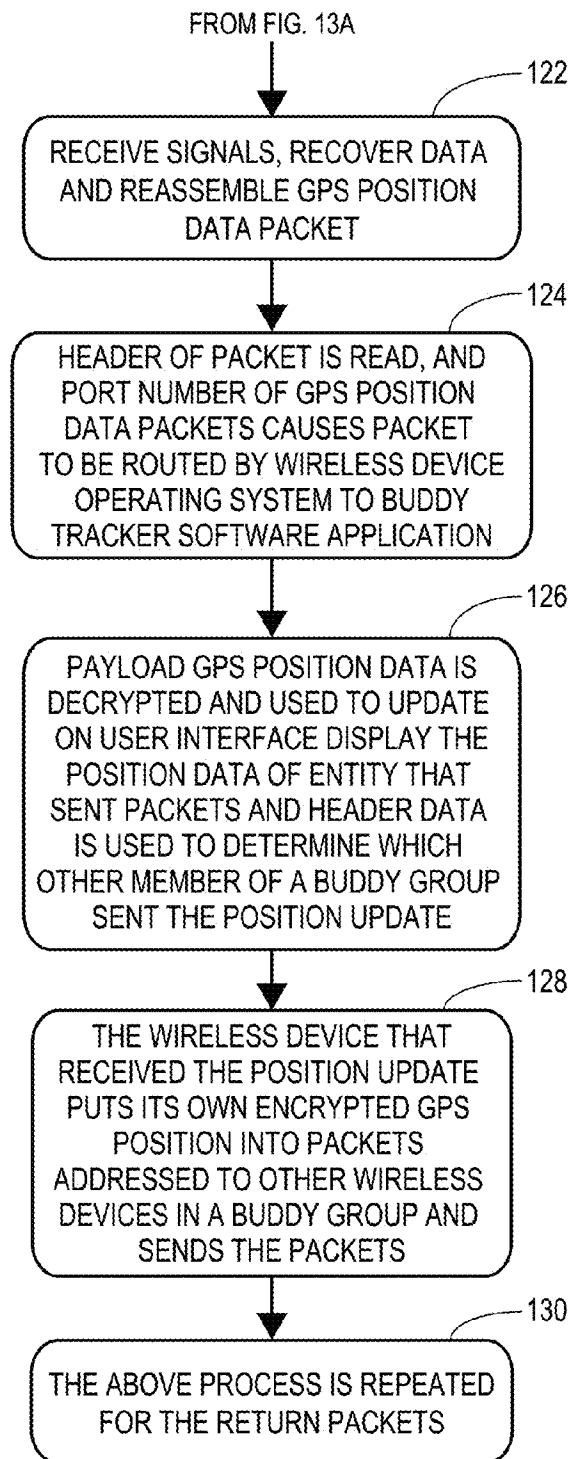 FROM FIG. 13A
122
RECEIVE SIGNALS, RECOVER DATA
AND REASSEMBLE GPS POSITION
DATA PACKET
124
HEADER OF PACKET IS READ, AND
PORT NUMBER OF GPS POSITION
DATA PACKETS CAUSES PACKET
TO BE ROUTED BY WIRELESS DEVICE
OPERATING SYSTEM TO BUDDY
TRACKER SOFTWARE APPLICATION
126
PAYLOAD GPS POSITION DATA IS
DECRYPTED AND USED TO UPDATE
ON USER INTERFACE DISPLAY THE
POSITION DATA OF ENTITY THAT
SENT PACKETS AND HEADER DATA
IS USED TO DETERMINE WHICH
OTHER MEMBER OF A BUDDY GROUP
SENT THE POSITION UPDATE
128
THE WIRELESS DEVICE THAT
RECEIVED THE POSITION UPDATE
PUTS ITS OWN ENCRYPTED GPS
POSITION INTO PACKETS
ADDRESSED TO OTHER WIRELESS
DEVICES IN A BUDDY GROUP AND
SENDS THE PACKETS
130
THE ABOVE PROCESS IS REPEATED
FOR THE RETURN PACKETS